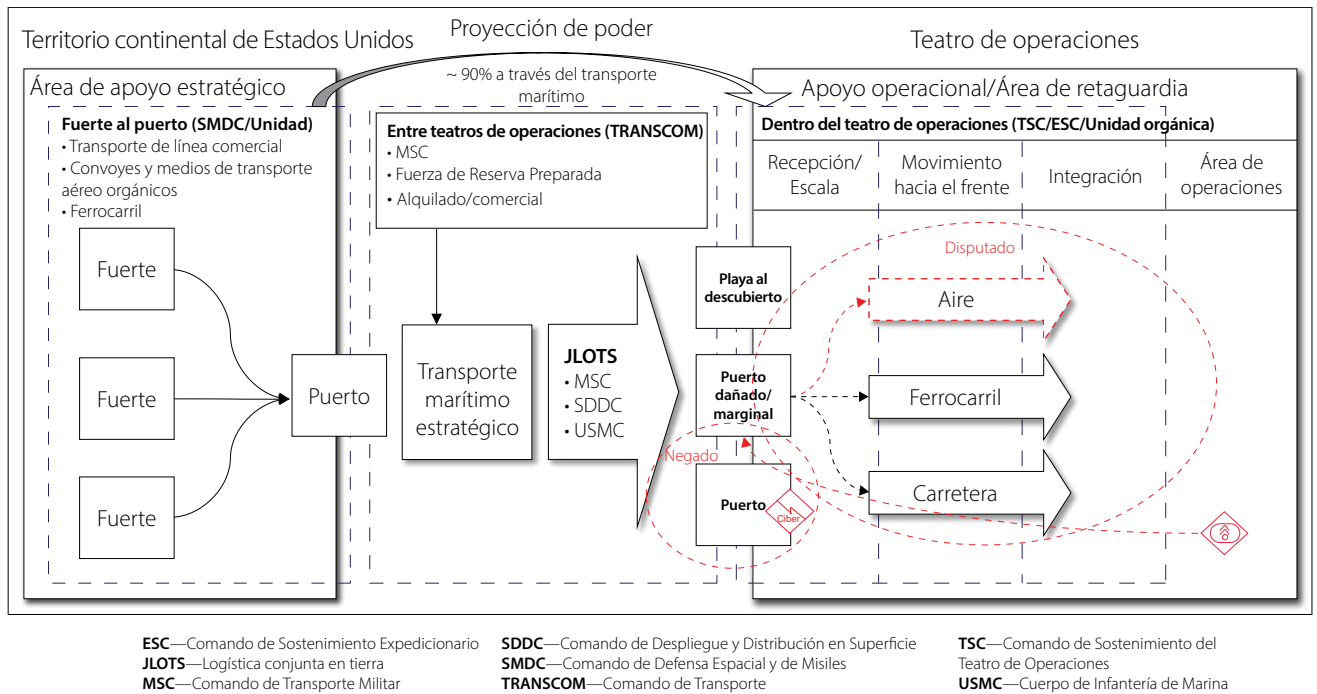 Territorio continental de Estados Unidos
Proyección de poder
Teatro de operaciones
Área de apoyo estratégico
~ 90% a través del transporte
marítimo
Apoyo operacional/Área de retaguardia
Fuerte al puerto (SMDC/Unidad)
• Transporte de línea comercial
• Convoyes y medios de transporte
aéreo orgánicos
• Ferrocarril
Fuerte
Fuerte
Fuerte
Puerto
Entre teatros de operaciones (TRANSCOM)
• MSC
• Fuerza de Reserva Preparada
• Alquilado/comercial
Transporte
marítimo
estratégico
JLOTS
• MSC
• SDDC
• USMC
Dentro del teatro de operaciones (TSC/ESC/Unidad orgánica)
Recepción/
Escala
Movimiento
hacia el frente
Integración
Área de
operaciones
Playa al
descubierto
Puerto
dañado/
marginal
Negado
Puerto
Ciber
Disputado
Aire
Ferrocarril
Carretera
ESC—Comando de Sostenimiento Expedicionario
JLOTS—Logística conjunta en tierra
MSC—Comando de Transporte Militar
SDDC—Comando de Despliegue y Distribución en Superficie
SMDC—Comando de Defensa Espacial y de Misiles
TRANSCOM—Comando de Transporte
TSC—Comando de Sostenimiento del
Teatro de Operaciones
USMC—Cuerpo de Infantería de Marina